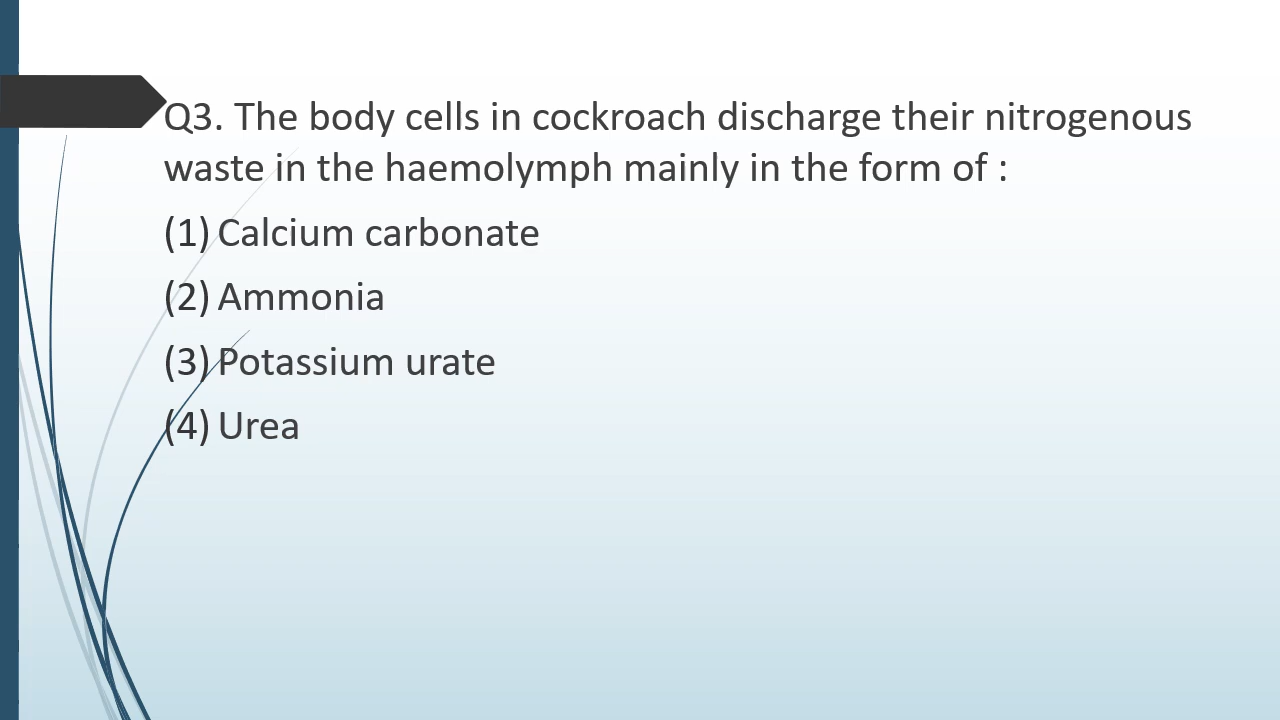 Q3. The body cells in cockroach discharge their nitrogenous
waste in the haemolymph mainly in the form of :
(1) Calcium carbonate
(2) Ammonia
(3) Potassium urate
(4) Urea